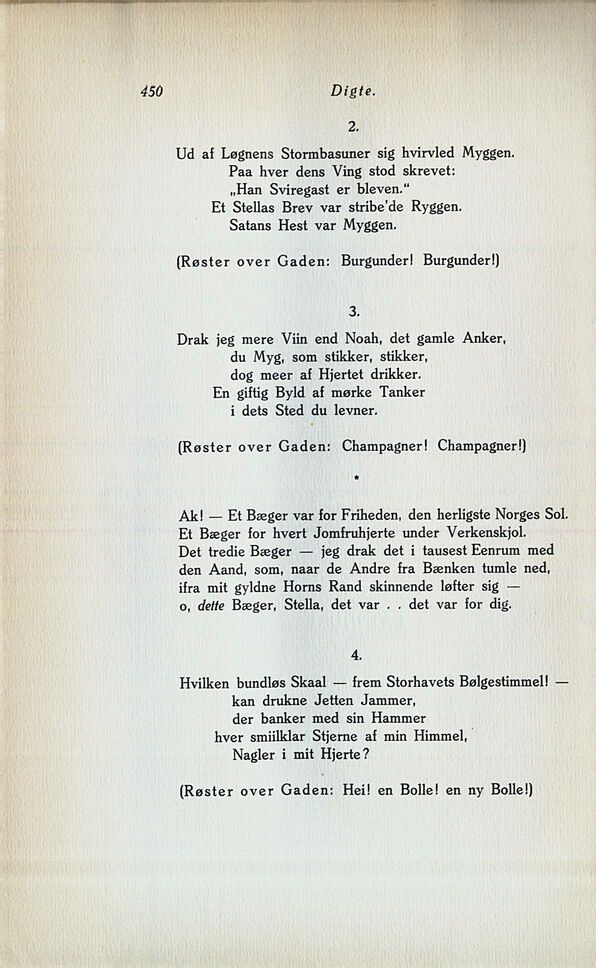 450 Digte.
2.
Ud af Løgnens Stormbasuner sig hvirvled Myggen.
Paa hver dens Ving stod skrevet:
„Han Sviregast er bleven.“
Et Stellas Brev var stribe'de Ryggen.
Satans Hest var Myggen.
(Røster over Gaden: Burgunder! Burgunder!)
3.
Drak jeg mere Viin end Noah, det gamle Anker,
du Myg, som stikker, stikker,
dog meer af Hjertet drikker.
En giftig Byld af mørke Tanker
i dets Sted du levner.
(Røster over Gaden: Champagner! Champagner!)
*
Ak! — Et Bæger var for Friheden, den herligste Norges Sol.
Et Bæger for hvert Jomfruhjerte under Verkenskjol.
Det tredie Bæger — jeg drak det i tausest Eenrum med
den Aand, som, naar de Andre fra Bænken tumle ned,
ifra mit gyldne Horns Rand skinnende løfter sig —
o, dette Bæger, Stella, det var . . det var for dig.
4.
Hvilken bundløs Skaal — frem Storhavets Bølgestimmel! —
kan drukne Jetten Jammer,
der banker med sin Hammer
hver smiilklar Stjerne af min Himmel,
Nagler i mit Hjerte?
(Røster over Gaden: Hei! en Bolle! en ny Bolle!)